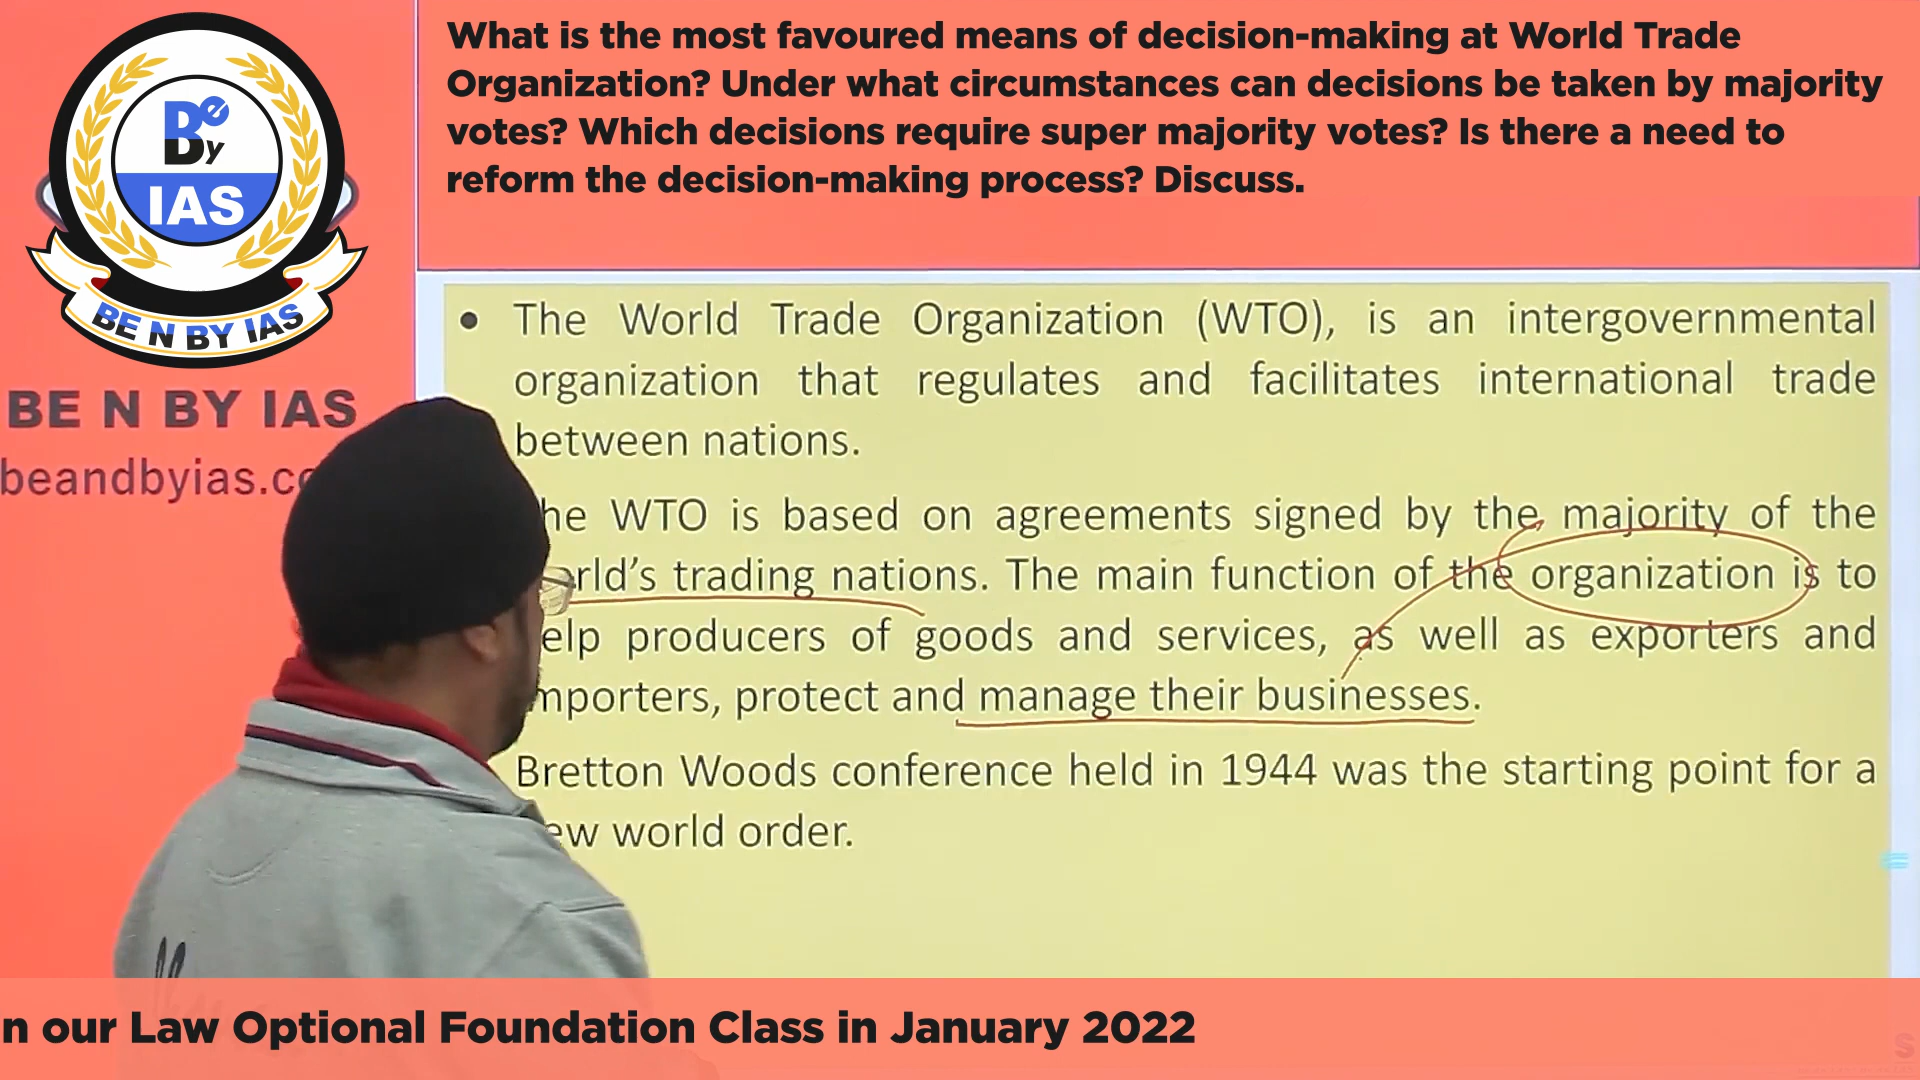 What is the most favoured means of decision-making at World Trade
Organization? Under what circumstances can decisions be taken by majority
votes? Which decisions require super majority votes? Is there a need to
reform the decision-making process? Discuss.
Be
By
IAS
BE N BY IAS
BE N BY IAS
beandbyias.co
• The World Trade Organization (WTO), is an intergovernmental
organization that regulates and facilitates international trade
between nations.
he WTO is based on agreements signed by the majority of the
rld's trading nations. The main function of the organization is to
elp producers of goods and services, as well as exporters and
mporters, protect and manage their businesses.
Bretton Woods conference held in 1944 was the starting point for a
ew world order.
n our Law Optional Foundation Class in January 2022